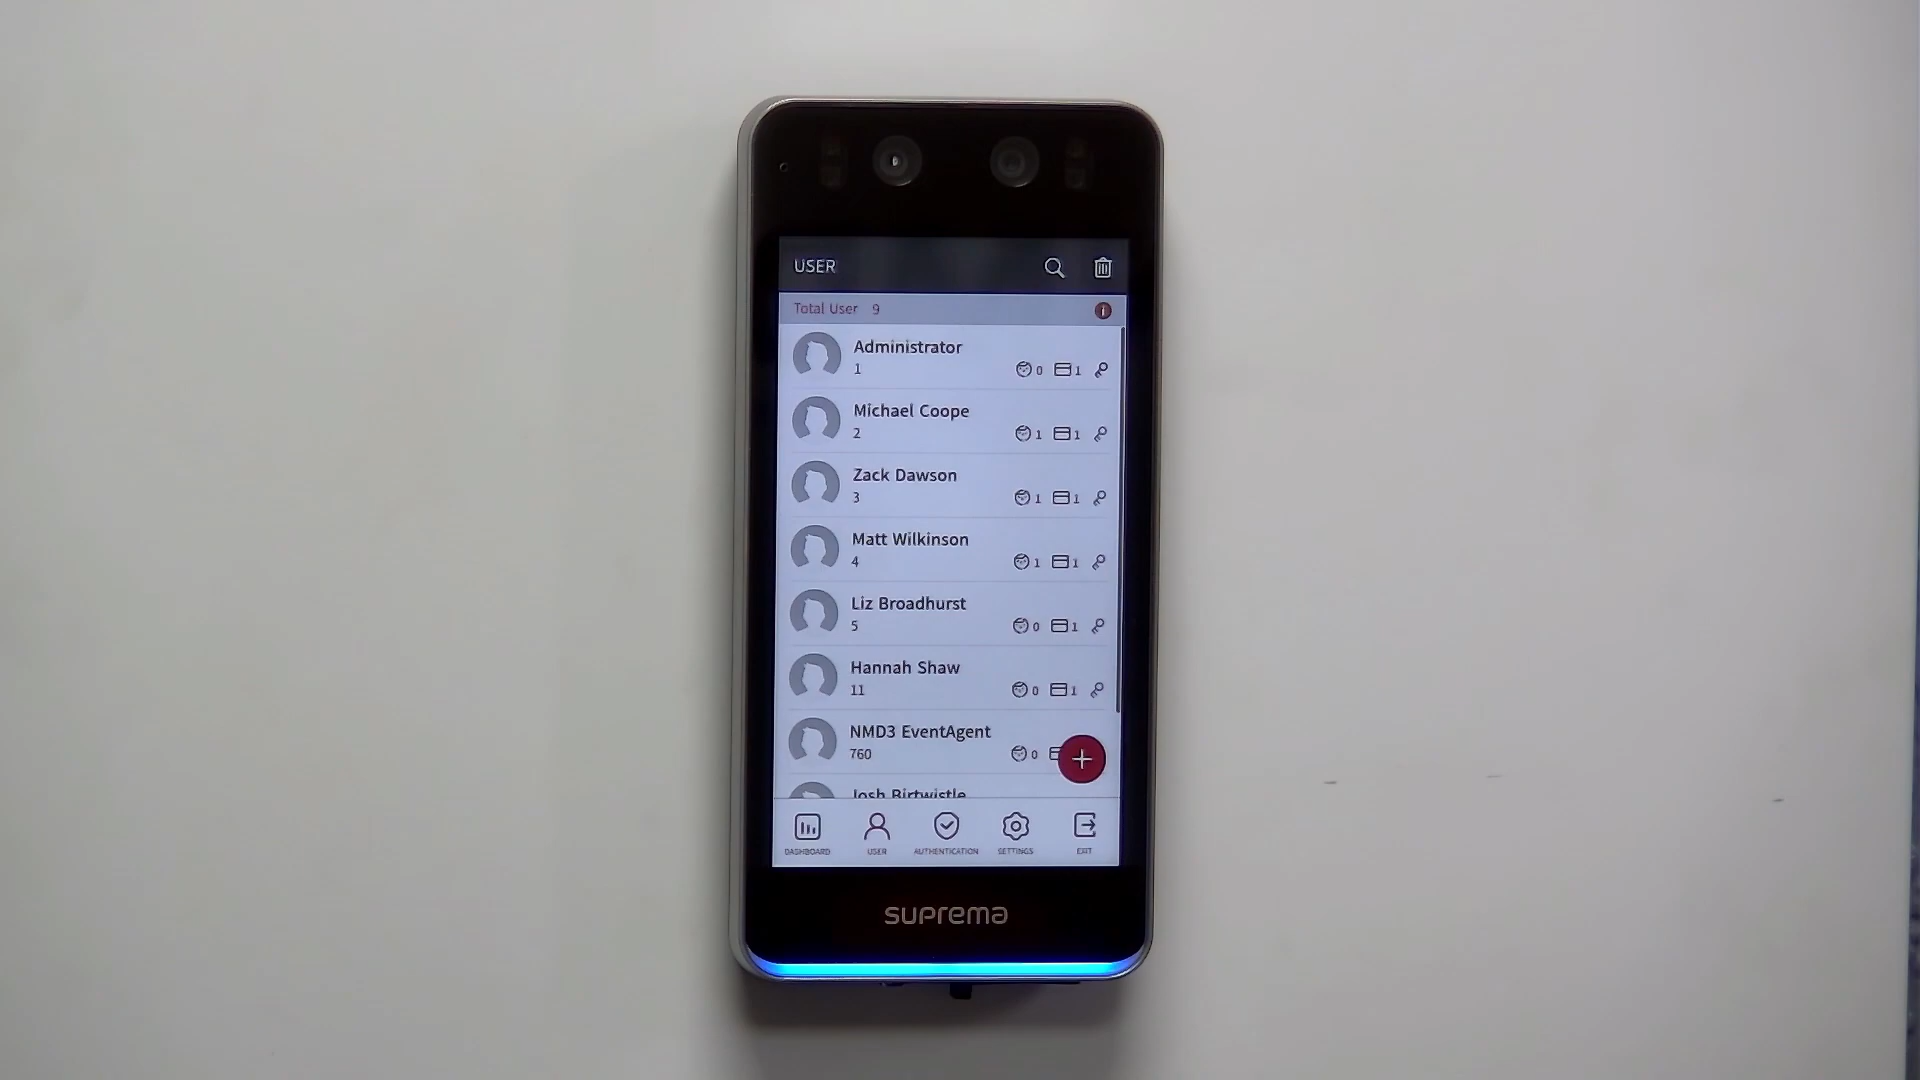 USER
Total User 9
Administrator
1
0 1
Michael Coope
2
1 1
Zack Dawson
3
1 1
Matt Wilkinson
4
1 1
Liz Broadhurst
5
0 1
Hannah Shaw
11
0 1
NMD3 EventAgent
760
0
Josh Birtwistle
DASHBOARD USER AUTHENTICATION SETTINGS EXIT
suprema